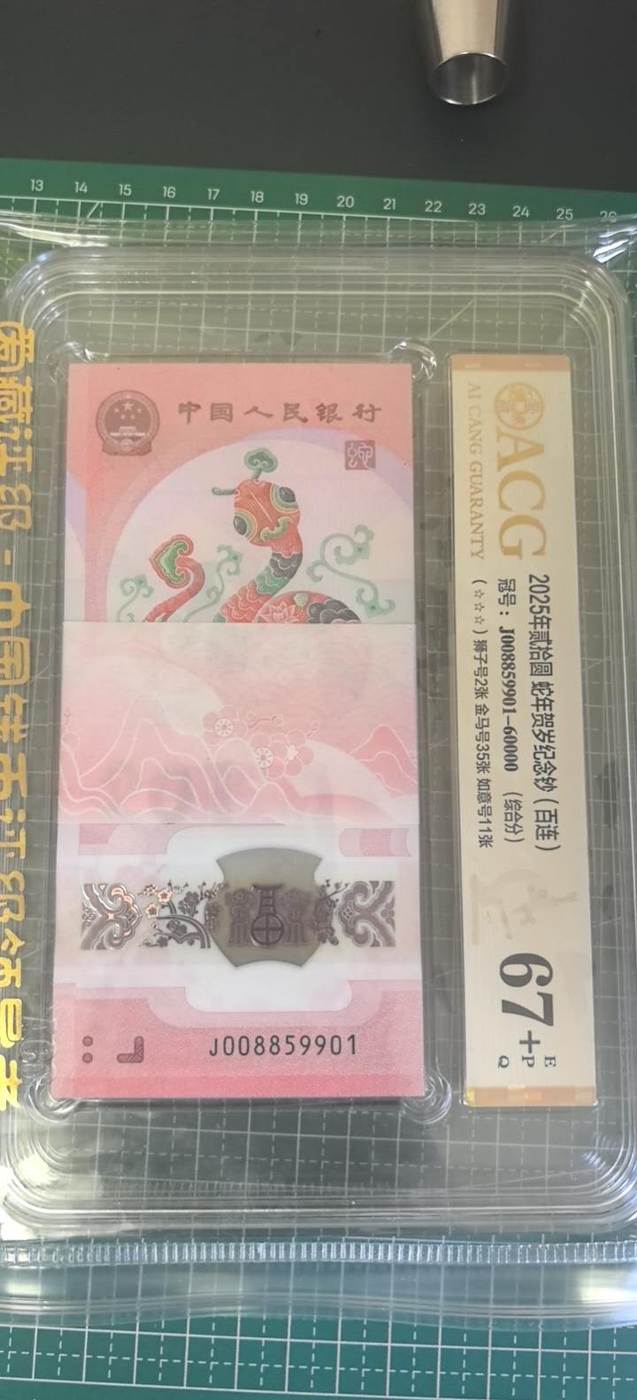 13 14 15 16 17 18 19 20 21 22 23 24 25 26
中国人民银行
蛇
J008859901
ACG
AI CANG GUARANTY
2025年贰拾圆 蛇年贺岁纪念钞（百连）
冠号：J008859901-60000 （综合分）
(☆☆☆) 狮子号2张 金马号35张 如意号11张
67+
E
P
Q